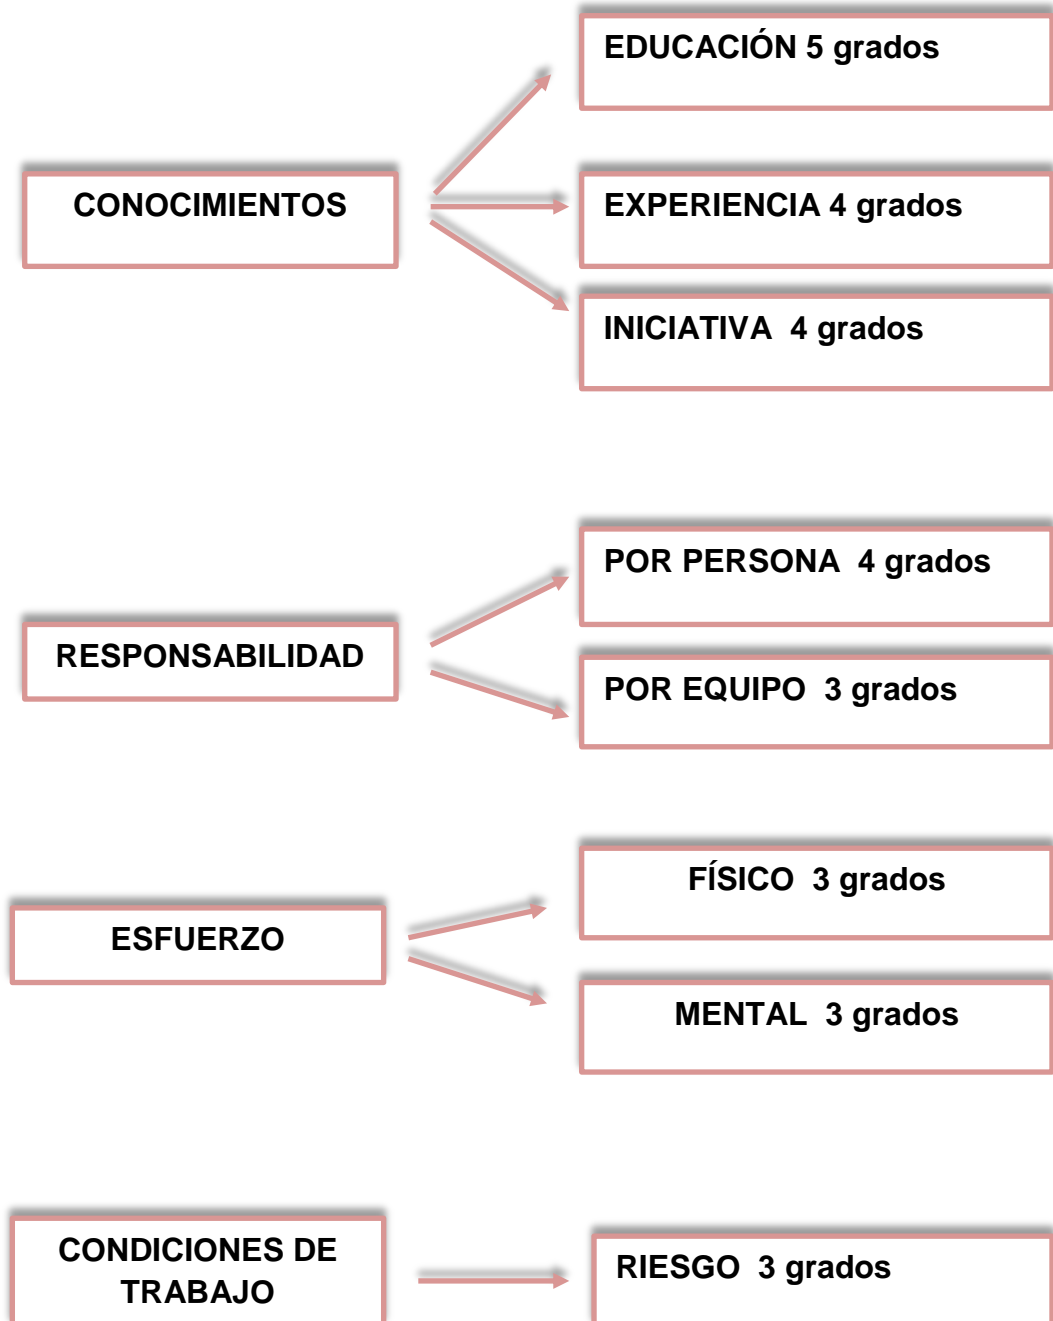 EDUCACIÓN 5 grados
CONOCIMIENTOS
EXPERIENCIA 4 grados
INICIATIVA  4 grados
POR PERSONA  4 grados
RESPONSABILIDAD
POR EQUIPO  3 grados
FÍSICO  3 grados
ESFUERZO
MENTAL  3 grados
CONDICIONES DE
TRABAJO
RIESGO  3 grados